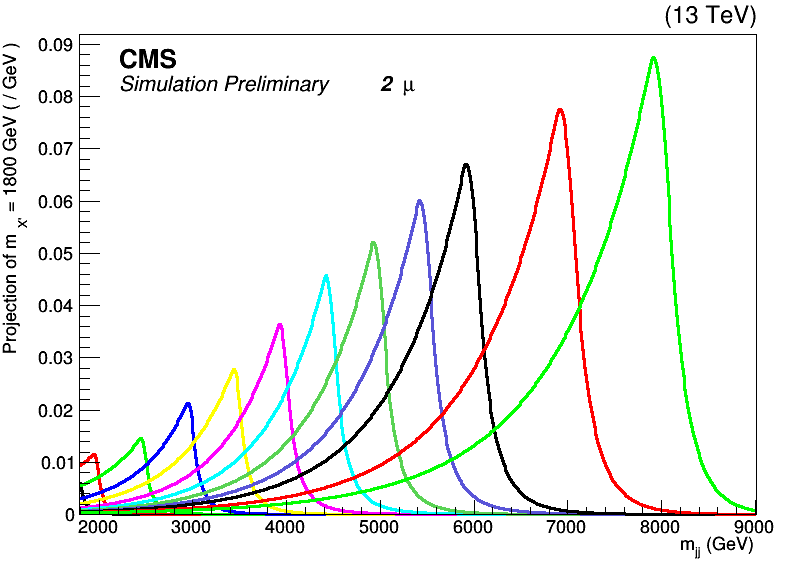 (13 TeV)
CMS
Simulation Preliminary 2 μ
Projection of m X' = 1800 GeV ( / GeV )
0.09
0.08
0.07
0.06
0.05
0.04
0.03
0.02
0.01
0
2000 3000 4000 5000 6000 7000 8000 9000
m jj (GeV)